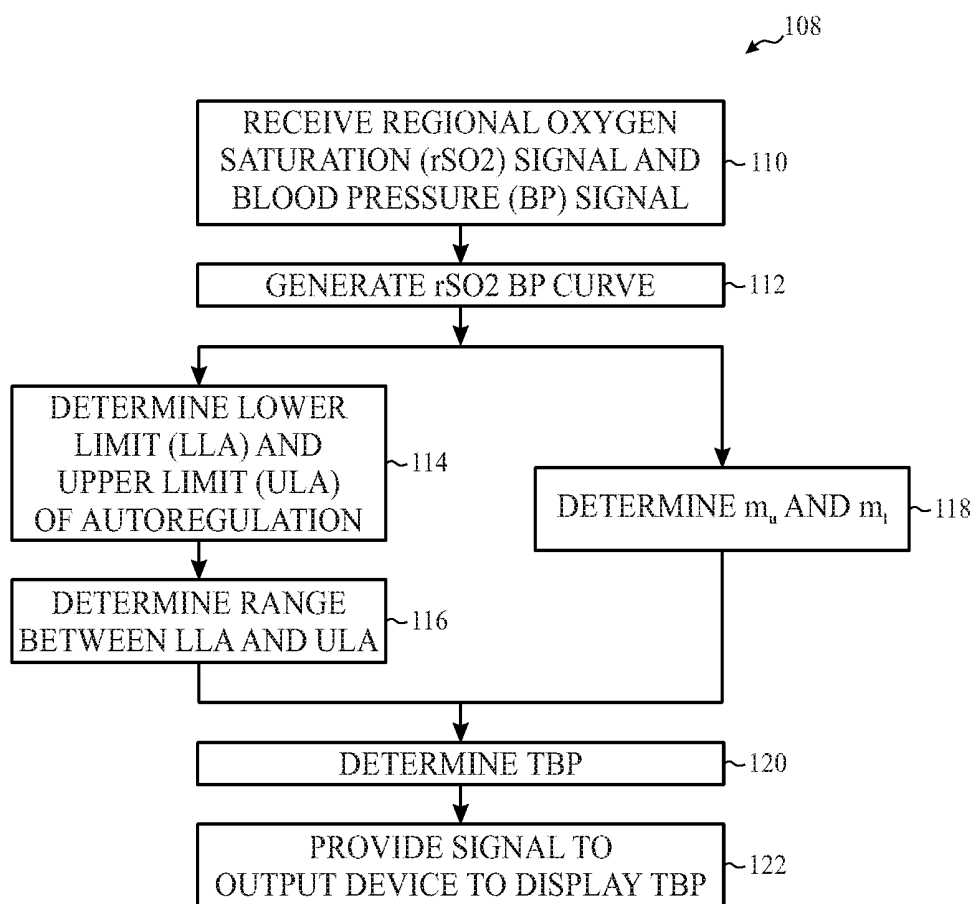 108
RECEIVE REGIONAL OXYGEN
SATURATION (rSO2) SIGNAL AND
BLOOD PRESSURE (BP) SIGNAL
110
GENERATE rSO2 BP CURVE
112
DETERMINE LOWER
LIMIT (LLA) AND
UPPER LIMIT (ULA)
OF AUTOREGULATION
114
DETERMINE mu AND ml
118
DETERMINE RANGE
BETWEEN LLA AND ULA
116
DETERMINE TBP
120
PROVIDE SIGNAL TO
OUTPUT DEVICE TO DISPLAY TBP
122